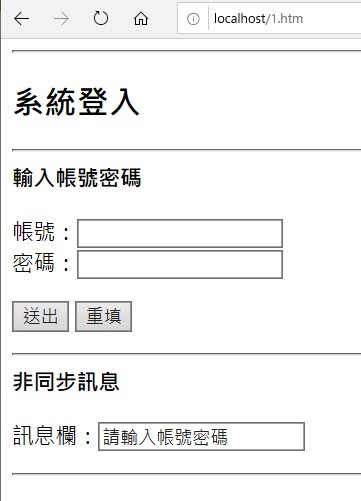 localhost/1.htm
系統登入
輸入帳號密碼
帳號：
密碼：
送出 重填
非同步訊息
訊息欄：請輸入帳號密碼